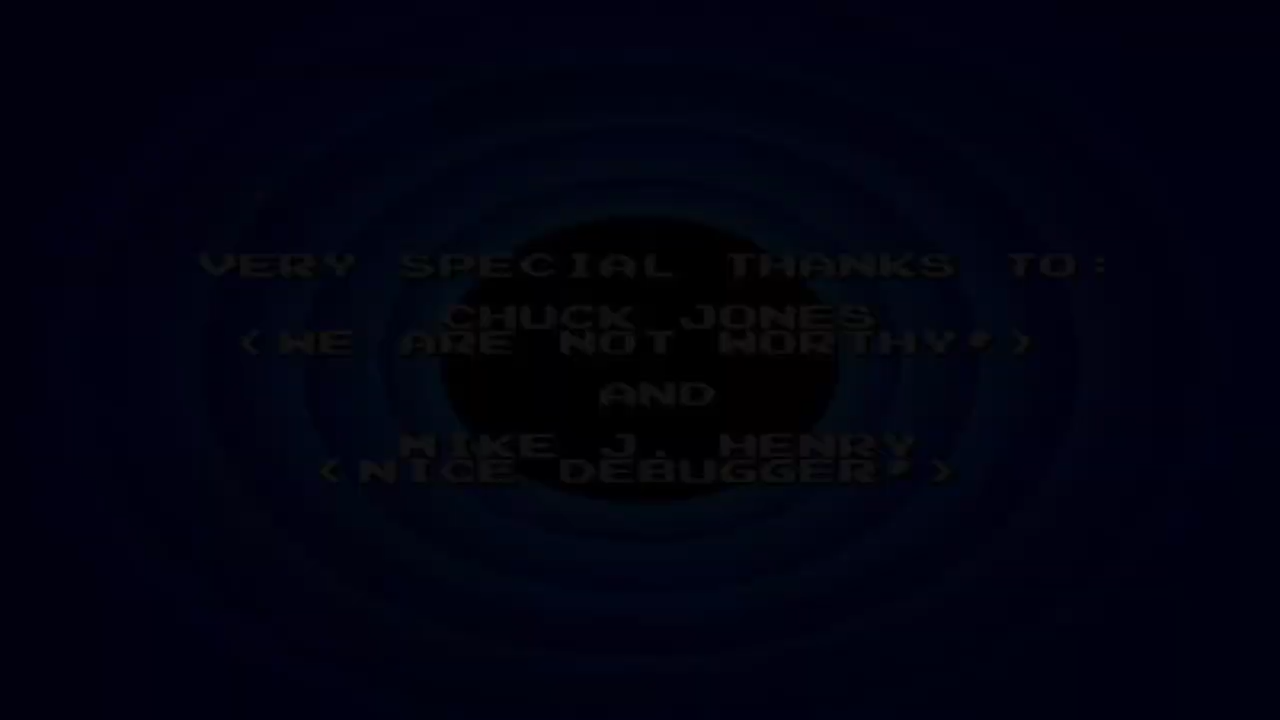 VERY SPECIAL THANKS TO:
CHUCK JONES
(WE ARE NOT WORTHY!)
AND
MIKE J. HENRY
(NICE DEBUGGER!)